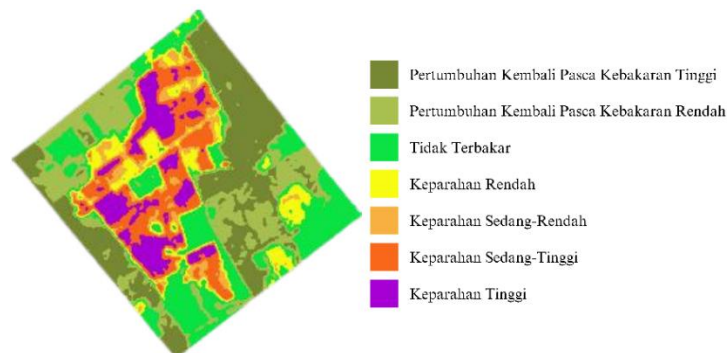 Pertumbuhan Kembali Pasca Kebakaran Tinggi
Pertumbuhan Kembali Pasca Kebakaran Rendah
Tidak Terbakar
Keparahan Rendah
Keparahan Sedang-Rendah
Keparahan Sedang-Tinggi
Keparahan Tinggi